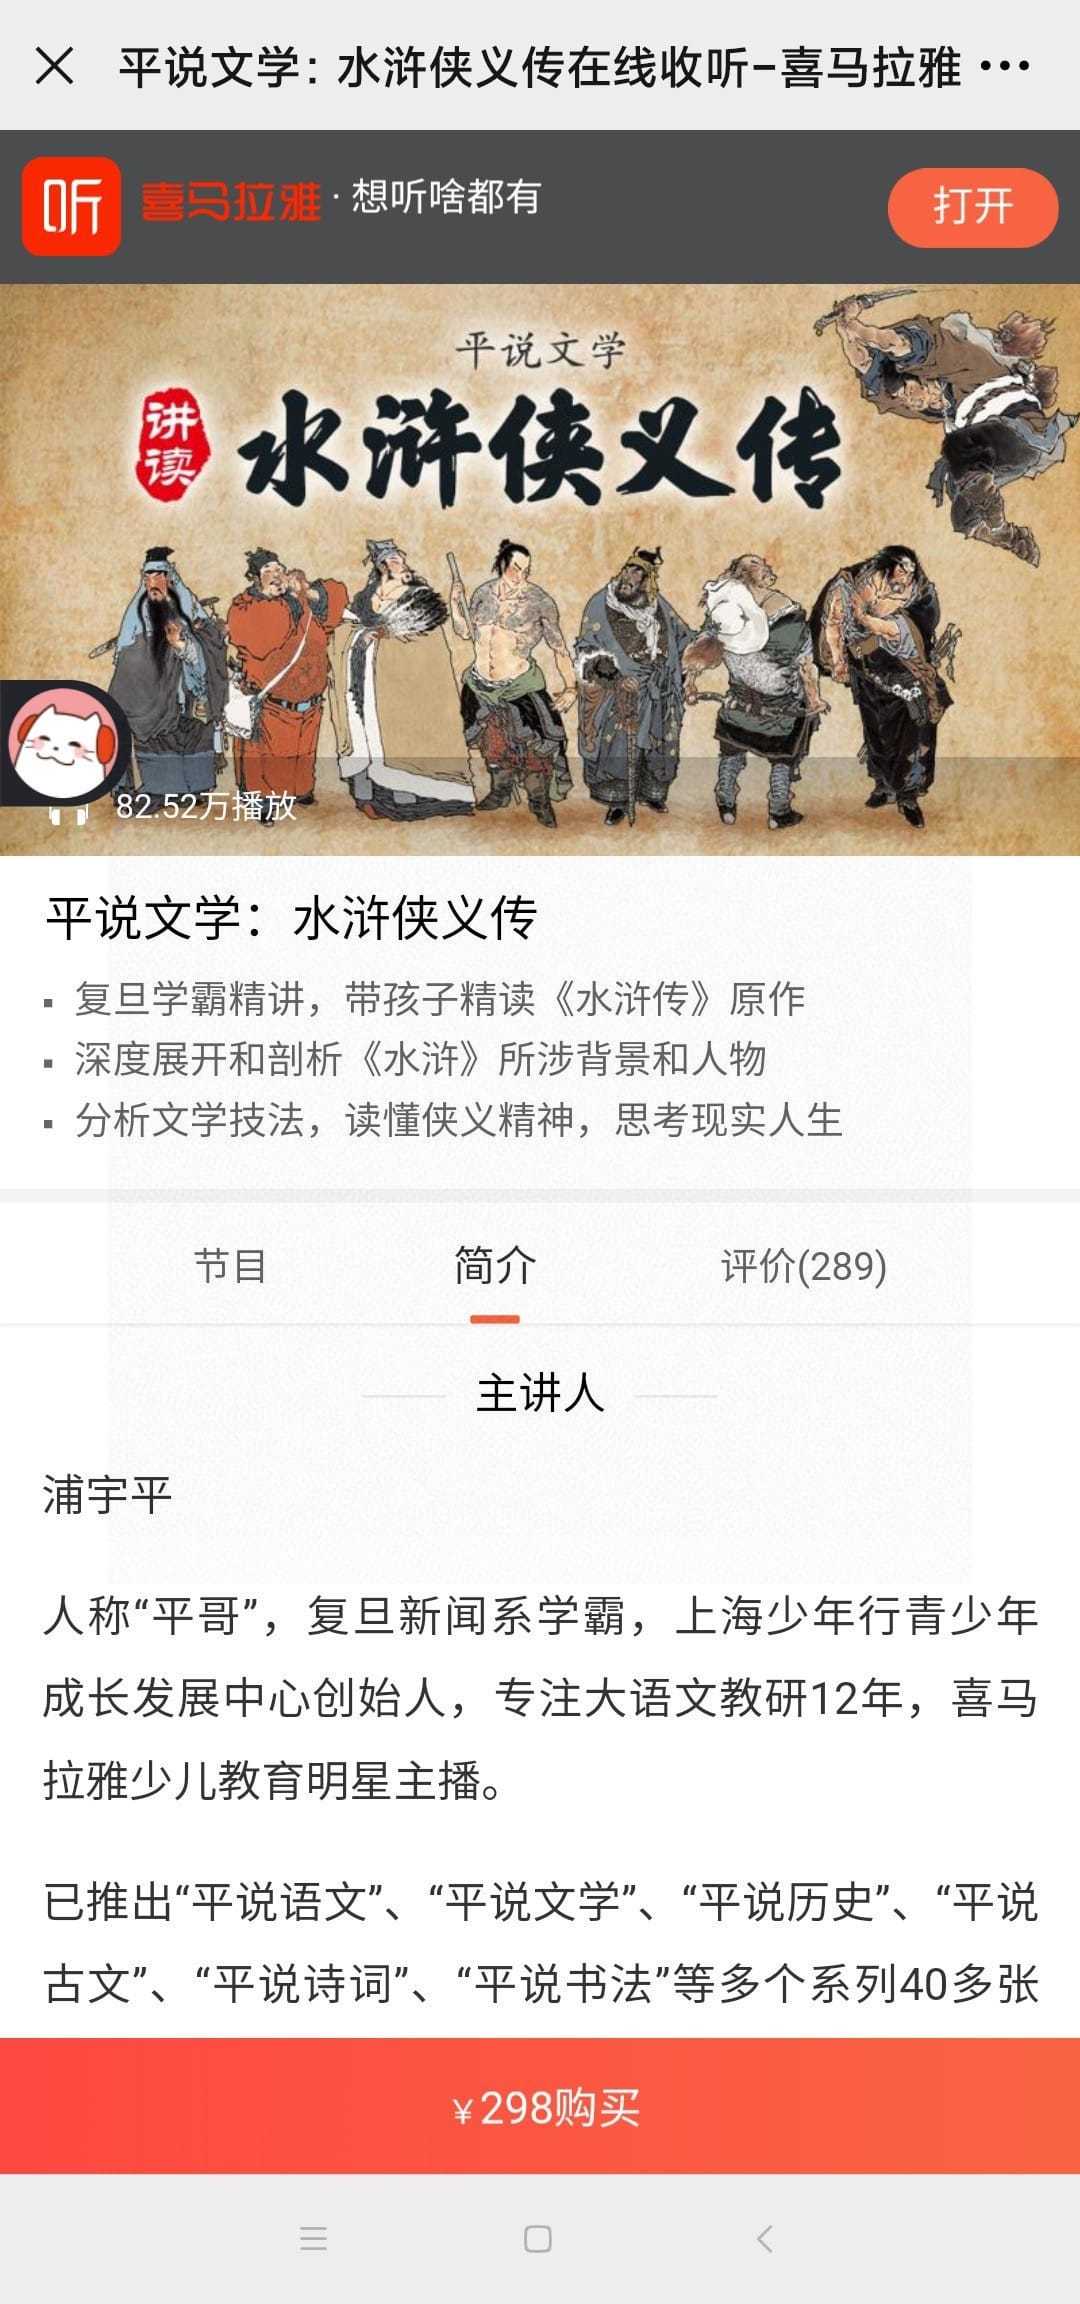 平说文学：水浒侠义传在线收听-喜马拉雅 •••
听 喜马拉雅 · 想听啥都有 打开
平说文学
讲读 水浒侠义传
82.52万播放
平说文学：水浒侠义传
▪ 复旦学霸精讲，带孩子精读《水浒传》原作
▪ 深度展开和剖析《水浒》所涉背景和人物
▪ 分析文学技法，读懂侠义精神，思考现实人生
节目 简介 评价(289)
主讲人
浦宇平
人称“平哥”，复旦新闻系学霸，上海少年行青少年
成长发展中心创始人，专注大语文教研12年，喜马
拉雅少儿教育明星主播。
已推出“平说语文”、“平说文学”、“平说历史”、“平说
古文”、“平说诗词”、“平说书法”等多个系列40多张
¥298购买